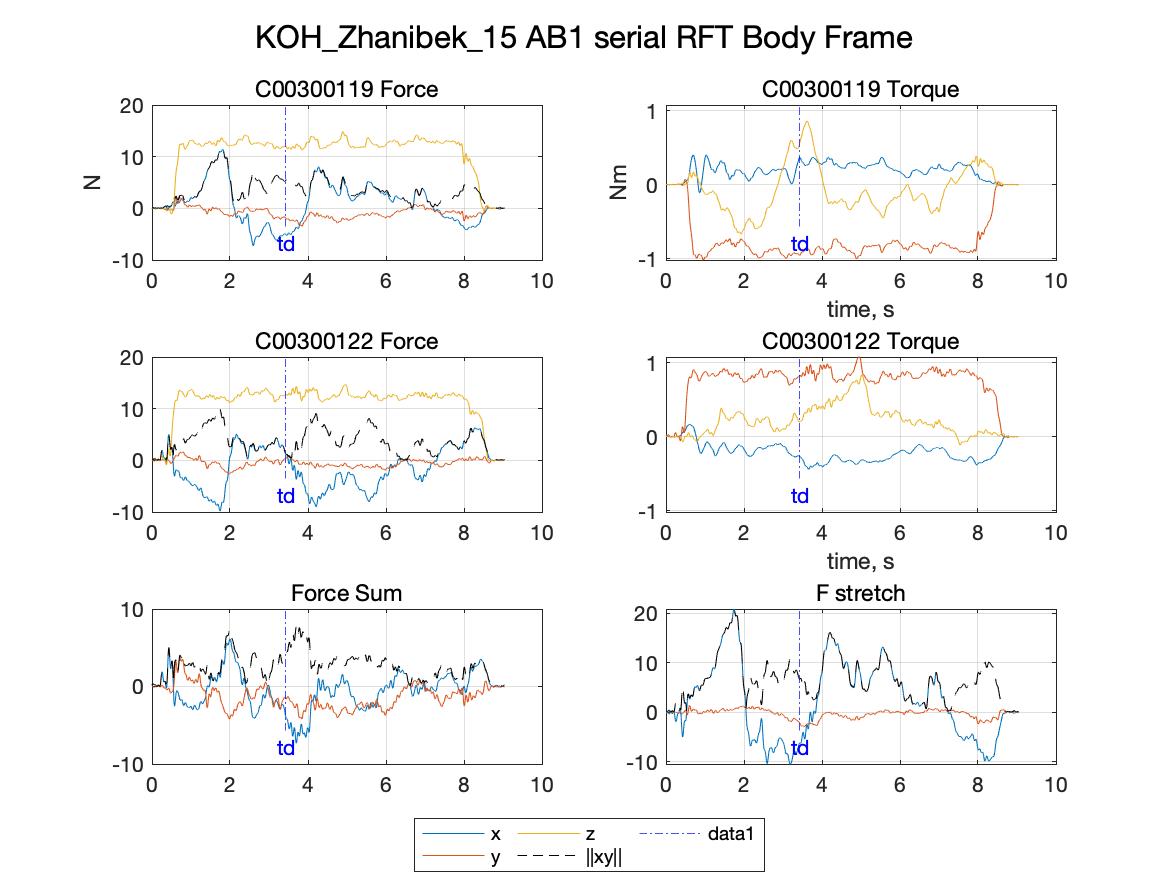 KOH_Zhanibek_15 AB1 serial RFT Body Frame
C00300119 Force
20
10
0
-10
N
td
0 2 4 6 8 10
C00300119 Torque
1
0
-1
Nm
td
0 2 4 6 8 10
time, s
C00300122 Force
20
10
0
-10
td
0 2 4 6 8 10
C00300122 Torque
1
0
-1
td
0 2 4 6 8 10
time, s
Force Sum
10
0
-10
td
0 2 4 6 8 10
F stretch
20
10
0
-10
td
0 2 4 6 8 10
x z data1
y ||xy||